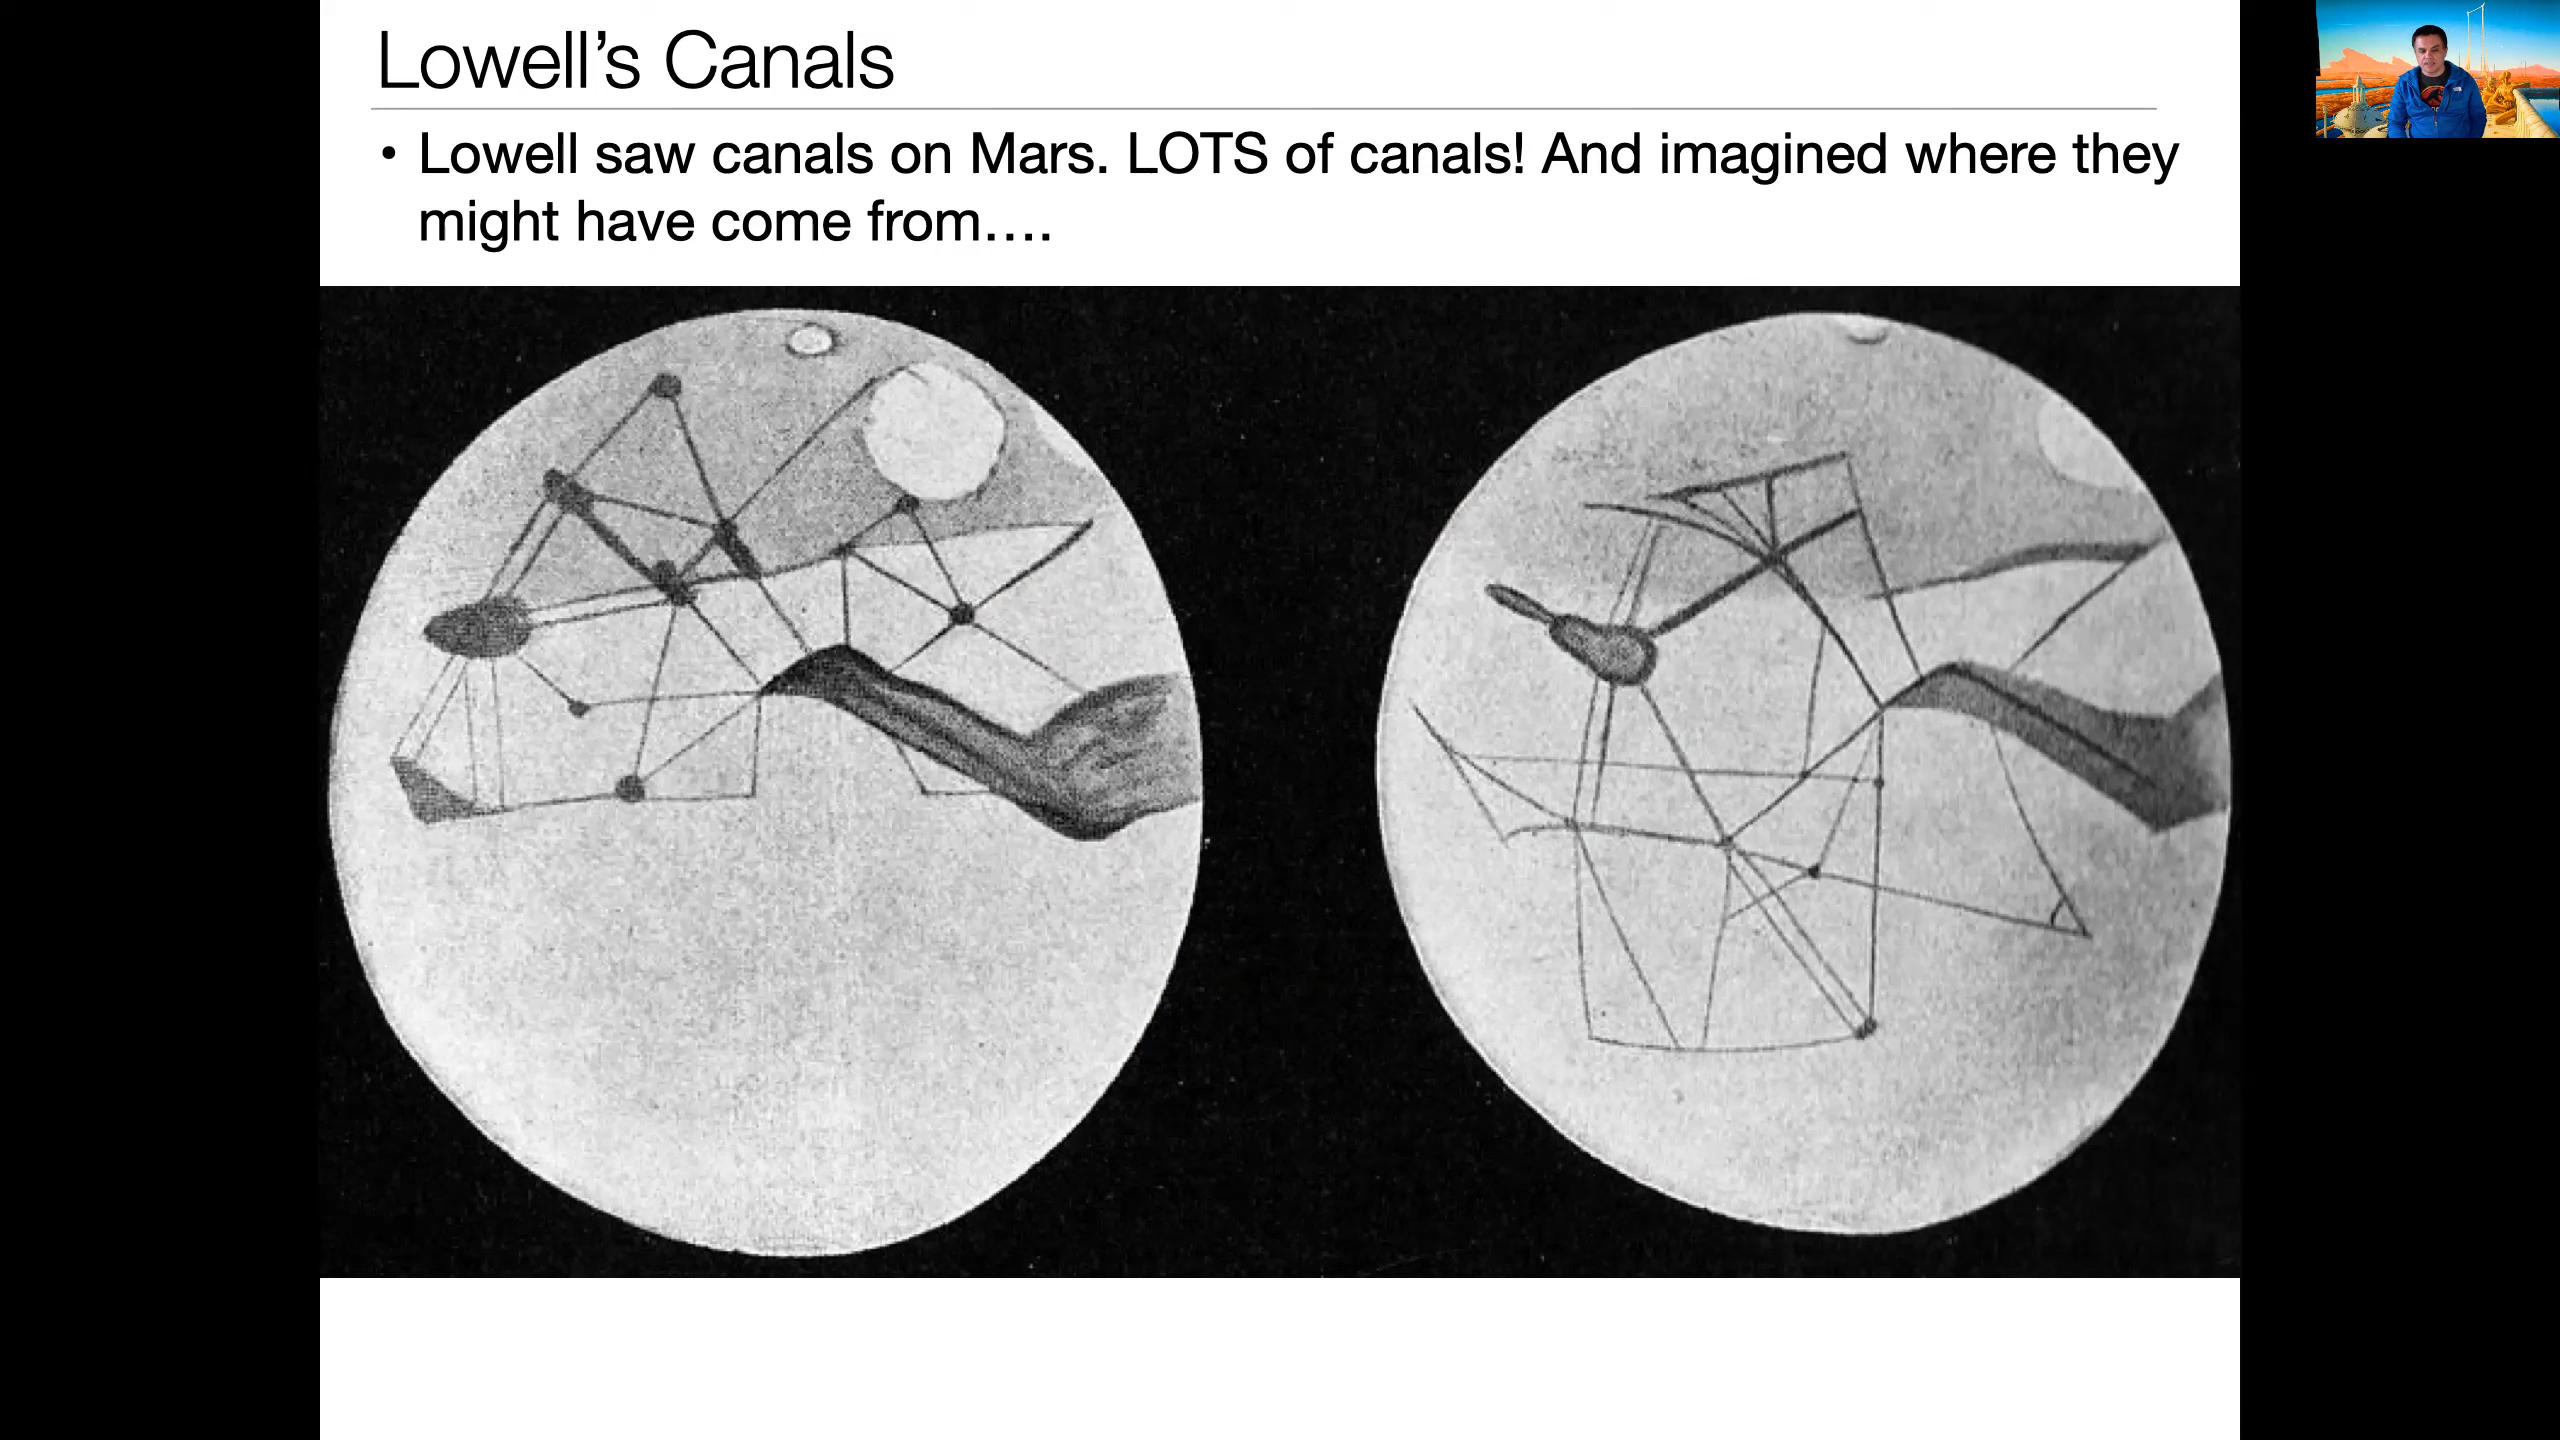 Lowell’s Canals
• Lowell saw canals on Mars. LOTS of canals! And imagined where they
might have come from….